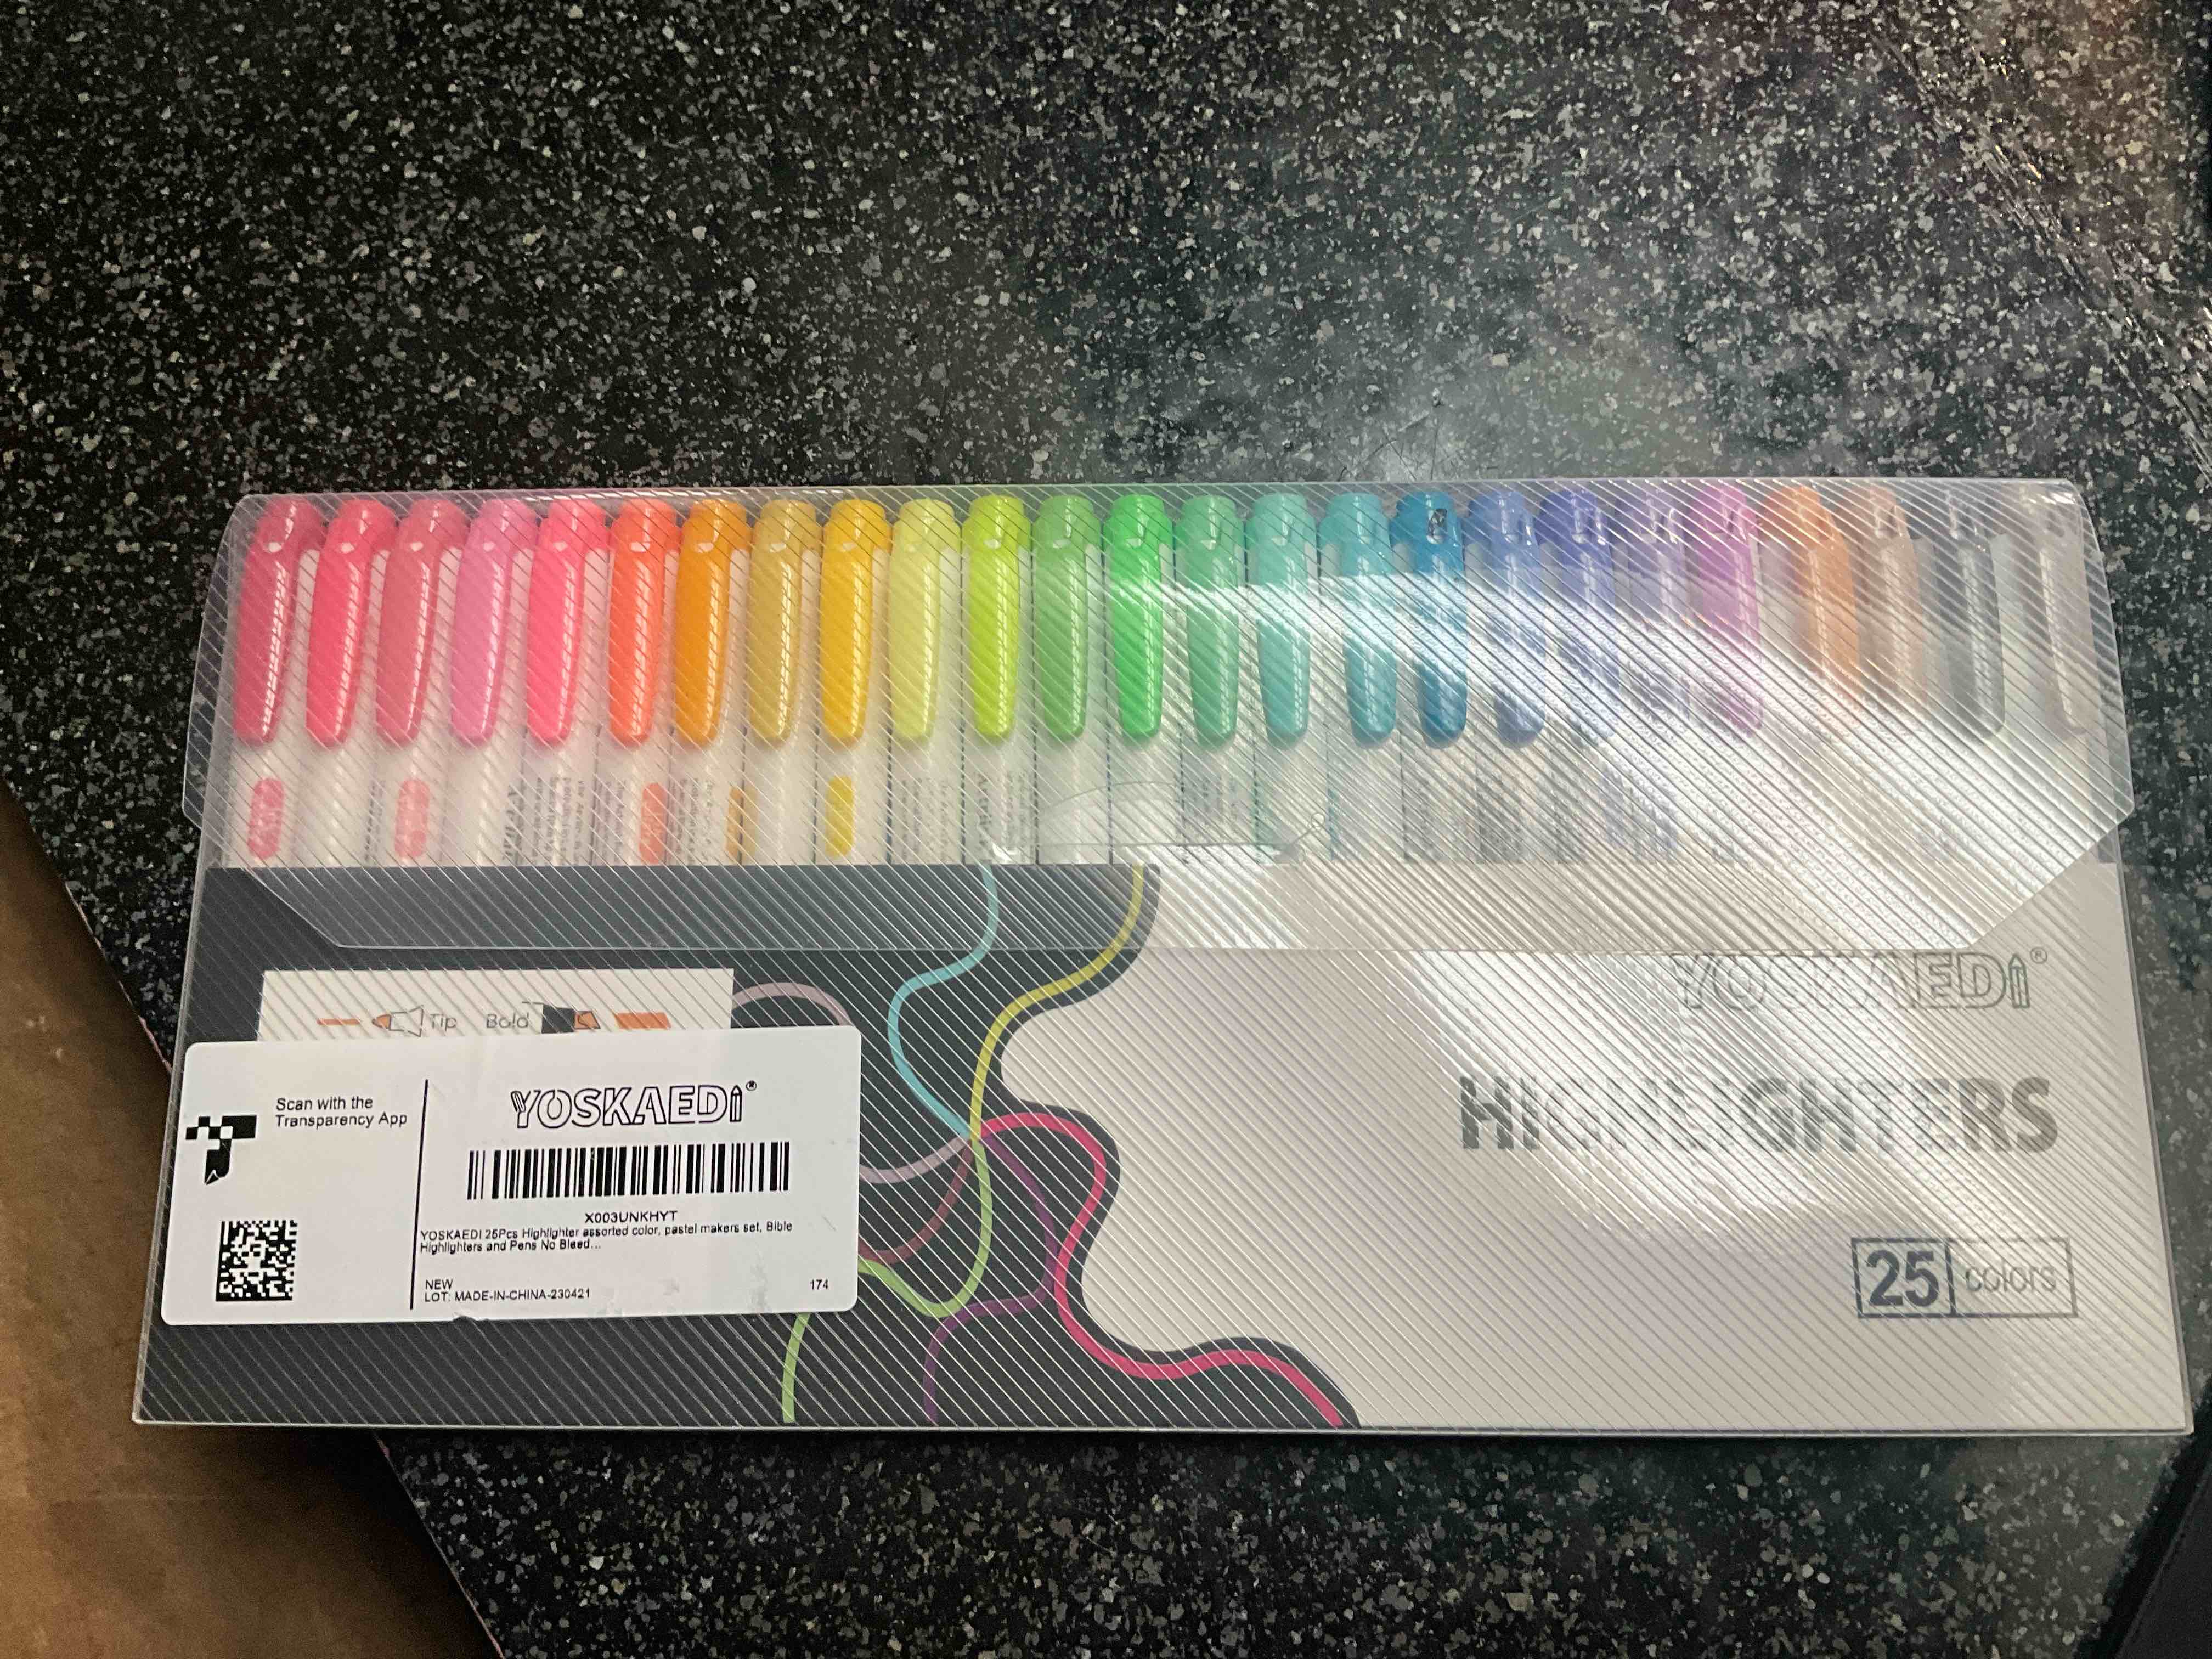 YOSKAEDI®
HIGHLIGHTERS
25 colors
Tip Bold
Scan with the
Transparency App
YOSKAEDI®
X003UNKHYT
YOSKAEDI 25Pcs Highlighter assorted color, pastel makers set, Bible
Highlighters and Pens No Bleed...
NEW 174
LOT: MADE-IN-CHINA-230421